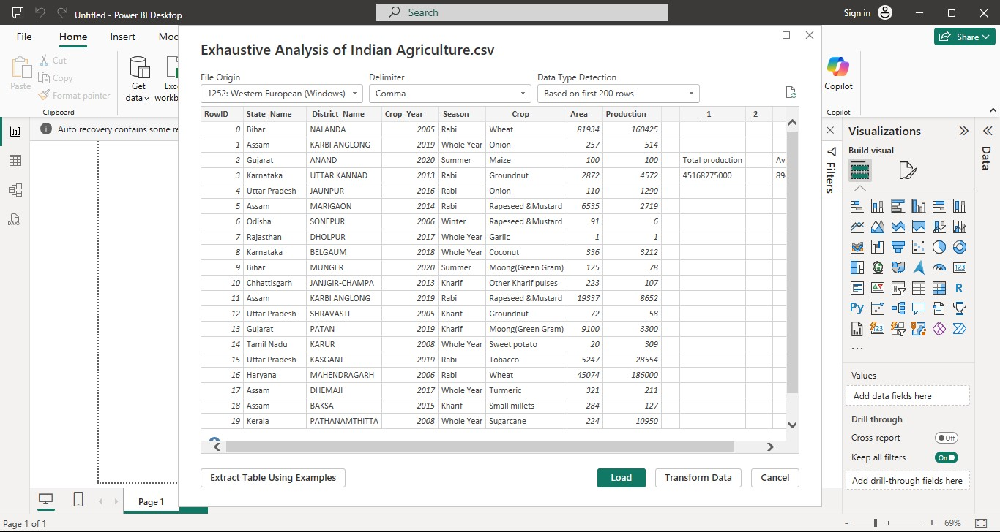 Untitled - Power BI Desktop
Search
Sign in
File Home Insert Mod
Share
Paste
Cut
Copy
Format painter
Clipboard
Get data
Exc
workb
Copilot
Copilot
Auto recovery contains some re
Exhaustive Analysis of Indian Agriculture.csv
File Origin Delimiter Data Type Detection
1252: Western European (Windows) Comma Based on first 200 rows
RowID State_Name District_Name Crop_Year Season Crop Area Production _1 _2
0 Bihar NALANDA 2005 Rabi Wheat 81934 160425
1 Assam KARBI ANGLONG 2019 Whole Year Onion 257 514
2 Gujarat ANAND 2020 Summer Maize 100 100 Total production Ave
3 Karnataka UTTAR KANNAD 2013 Rabi Groundnut 2872 4572 45168275000 894
4 Uttar Pradesh JAUNPUR 2016 Rabi Onion 110 1290
5 Assam MARIGAON 2014 Rabi Rapeseed &Mustard 6535 2719
6 Odisha SONEPUR 2006 Winter Rapeseed &Mustard 91 6
7 Rajasthan DHOLPUR 2017 Whole Year Garlic 1 1
8 Karnataka BELGAUM 2018 Whole Year Coconut 336 3212
9 Bihar MUNGER 2020 Summer Moong(Green Gram) 125 78
10 Chhattisgarh JANJGIR-CHAMPA 2013 Kharif Other Kharif pulses 223 107
11 Assam KARBI ANGLONG 2019 Rabi Rapeseed &Mustard 19337 8652
12 Uttar Pradesh SHRAVASTI 2005 Kharif Groundnut 72 58
13 Gujarat PATAN 2019 Kharif Moong(Green Gram) 9100 3300
14 Tamil Nadu KARUR 2008 Whole Year Sweet potato 20 309
15 Uttar Pradesh KASGANJ 2019 Rabi Tobacco 5247 28554
16 Haryana MAHENDRAGARH 2006 Rabi Wheat 45074 186000
17 Assam DHEMAJI 2017 Whole Year Turmeric 321 211
18 Assam BAKSA 2015 Kharif Small millets 284 127
19 Kerala PATHANAMTHITTA 2008 Whole Year Sugarcane 224 10950
Extract Table Using Examples Load Transform Data Cancel
Filters
Visualizations
Build visual
123
R
Py
123
...
Values
Add data fields here
Drill through
Cross-report Off
Keep all filters On
Add drill-through fields here
Data
DAX
Page 1
Page 1 of 1
- + 69%